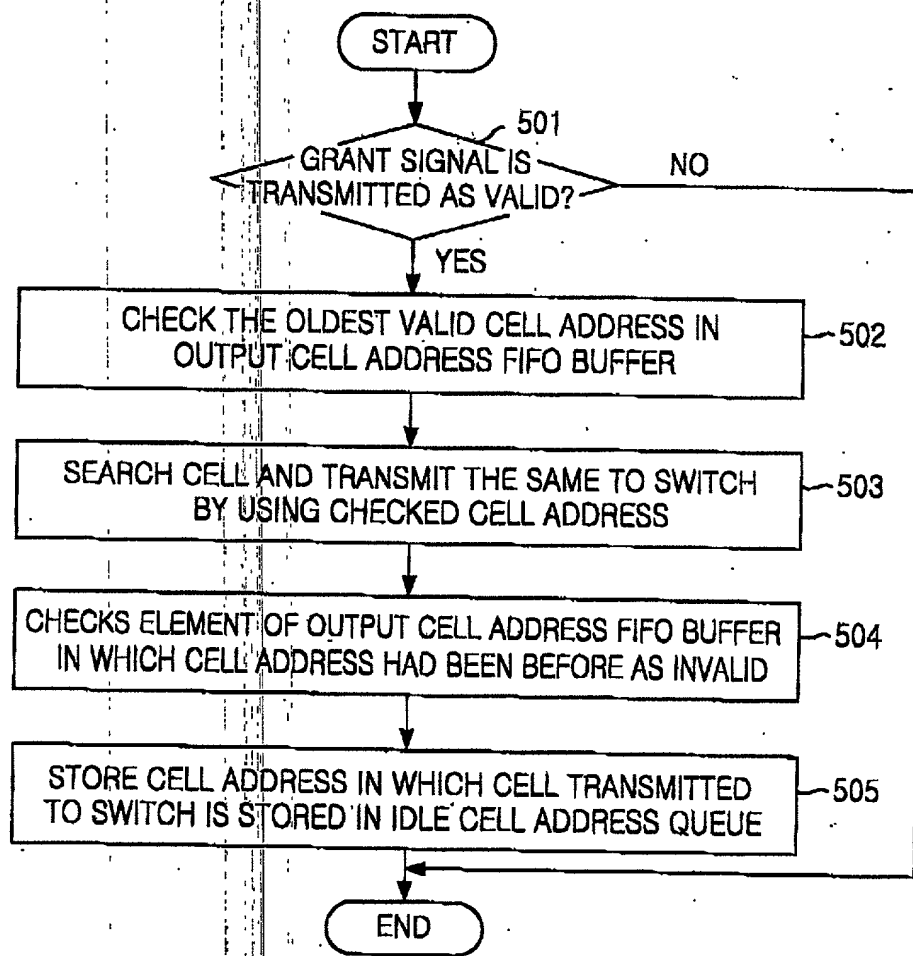 START
501
GRANT SIGNAL IS
TRANSMITTED AS VALID?
NO
YES
CHECK THE OLDEST VALID CELL ADDRESS IN
OUTPUT CELL ADDRESS FIFO BUFFER
502
SEARCH CELL AND TRANSMIT THE SAME TO SWITCH
BY USING CHECKED CELL ADDRESS
503
CHECKS ELEMENT OF OUTPUT CELL ADDRESS FIFO BUFFER
IN WHICH CELL ADDRESS HAD BEEN BEFORE AS INVALID
504
STORE CELL ADDRESS IN WHICH CELL TRANSMITTED
TO SWITCH IS STORED IN IDLE CELL ADDRESS QUEUE
505
END